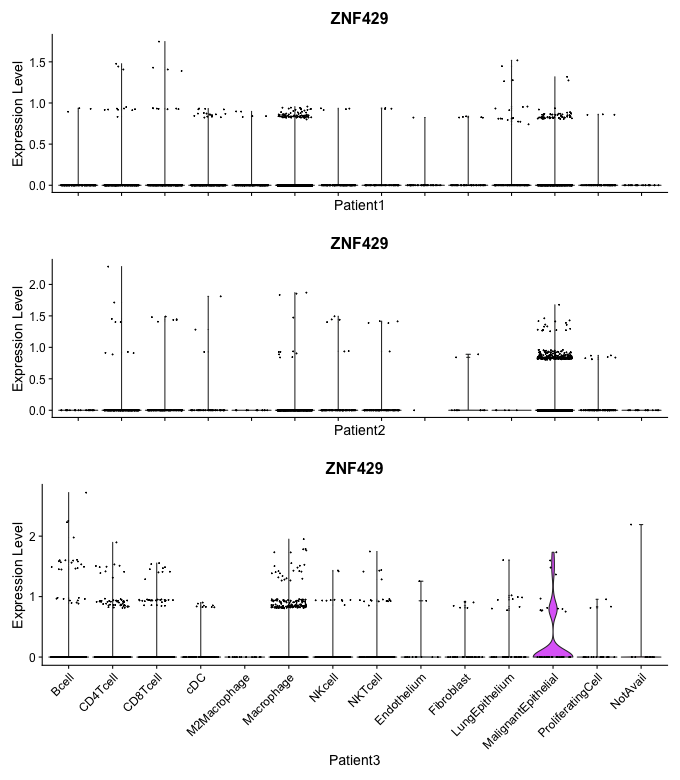 ZNF429
Expression Level
1.5
1.0
0.5
0.0
Patient1
ZNF429
Expression Level
2.0
1.5
1.0
0.5
0.0
Patient2
ZNF429
Expression Level
2
1
0
Bcell
CD4Tcell
CD8Tcell
cDC
M2Macrophage
Macrophage
NKcell
NKTcell
Endothelium
Fibroblast
LungEpithelium
MalignantEpithelial
ProliferatingCell
NotAvail
Patient3